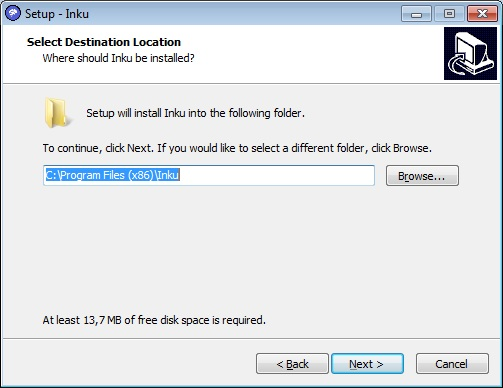 Setup - Inku
Select Destination Location
Where should Inku be installed?
Setup will install Inku into the following folder.
To continue, click Next. If you would like to select a different folder, click Browse.
C:\Program Files (x86)\Inku
Browse...
At least 13,7 MB of free disk space is required.
< Back
Next >
Cancel